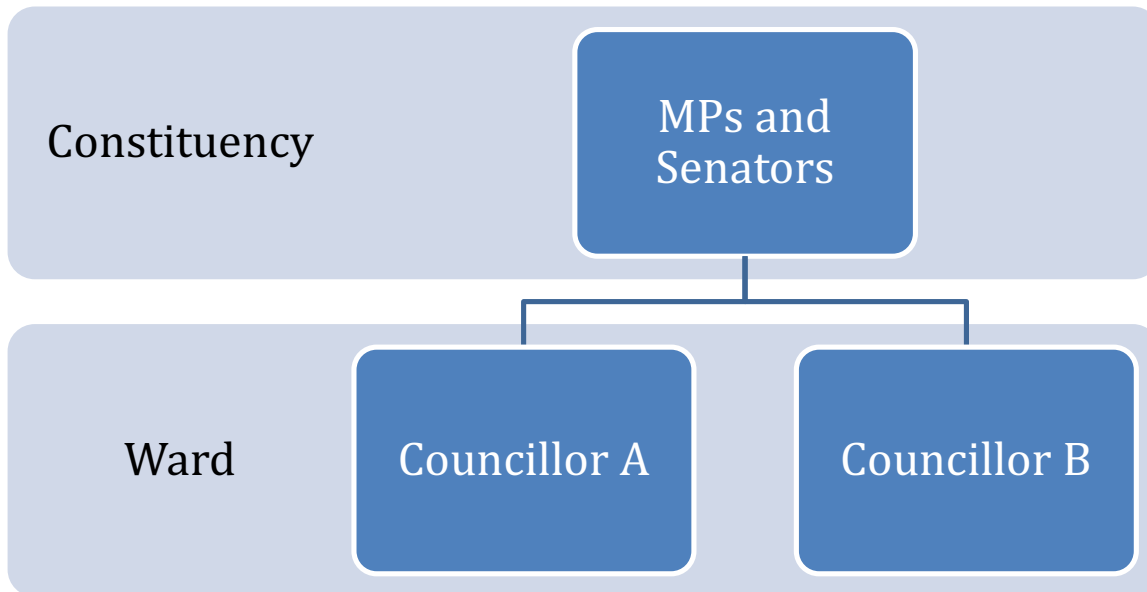 Constituency
MPs and
Senators
Ward
Councillor A
Councillor B